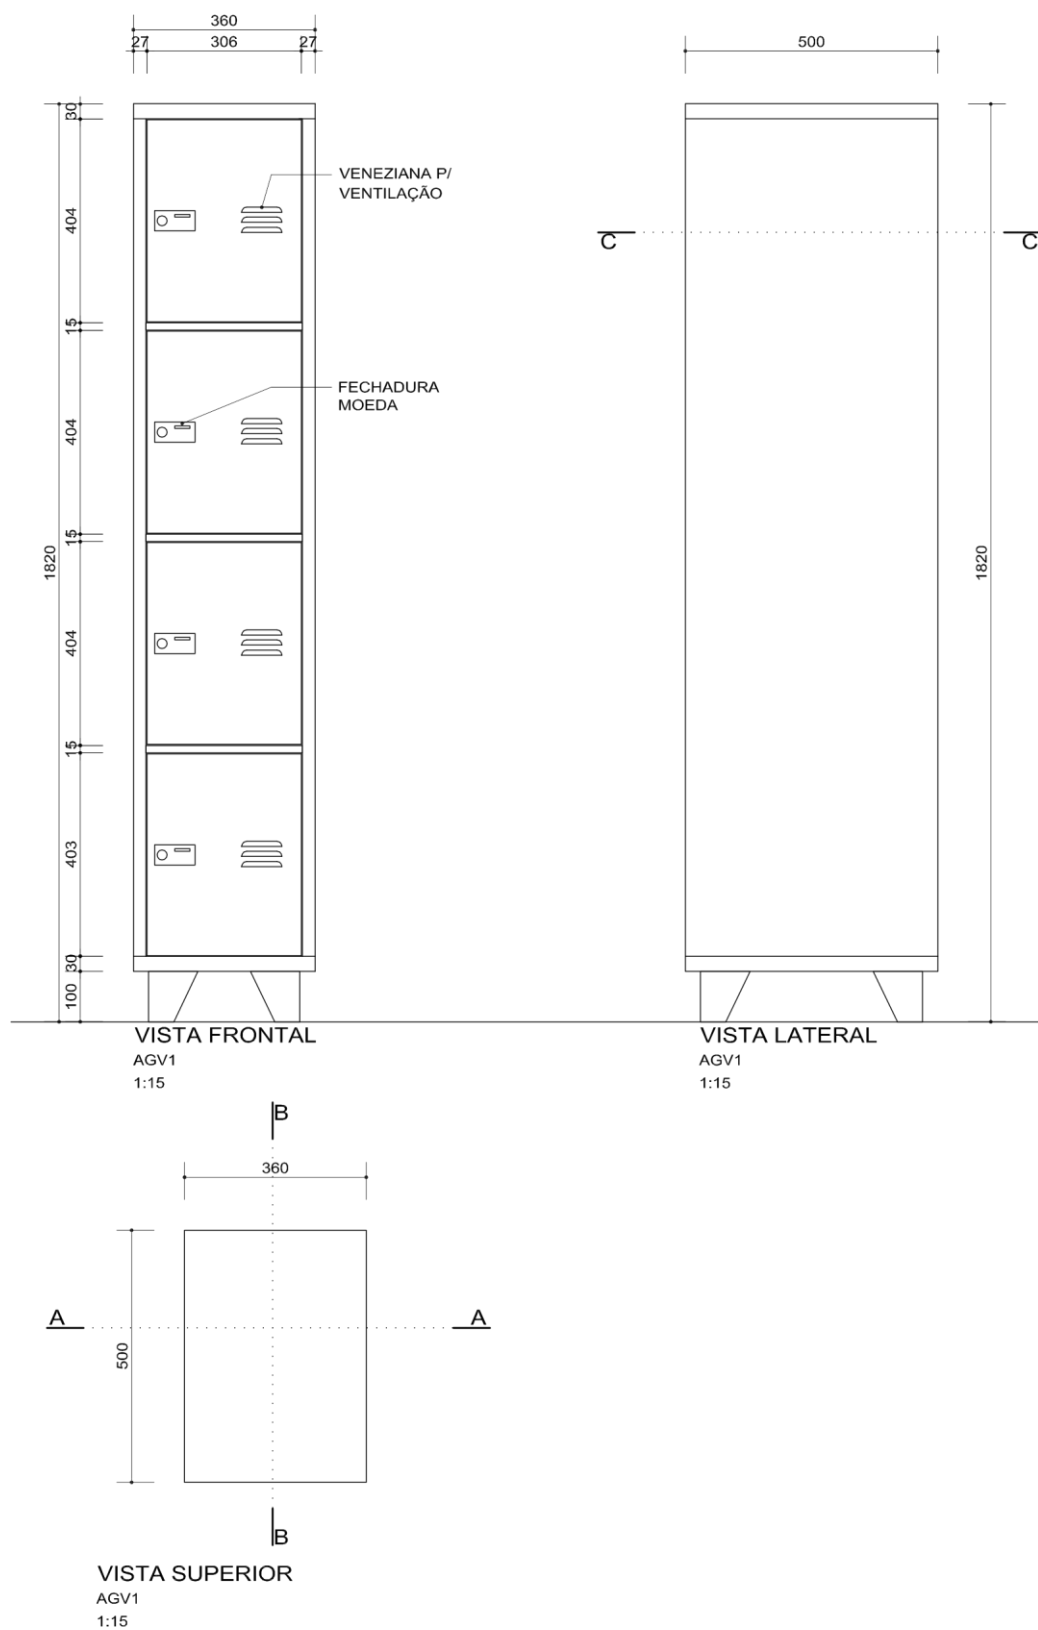 360
27
306
27
500
30
404
15
404
15
404
15
403
30
100
1820
VENEZIANA P/
VENTILAÇÃO
FECHADURA
MOEDA
C
C
1820
VISTA FRONTAL
AGV1
1:15
VISTA LATERAL
AGV1
1:15
B
360
A
A
500
B
VISTA SUPERIOR
AGV1
1:15